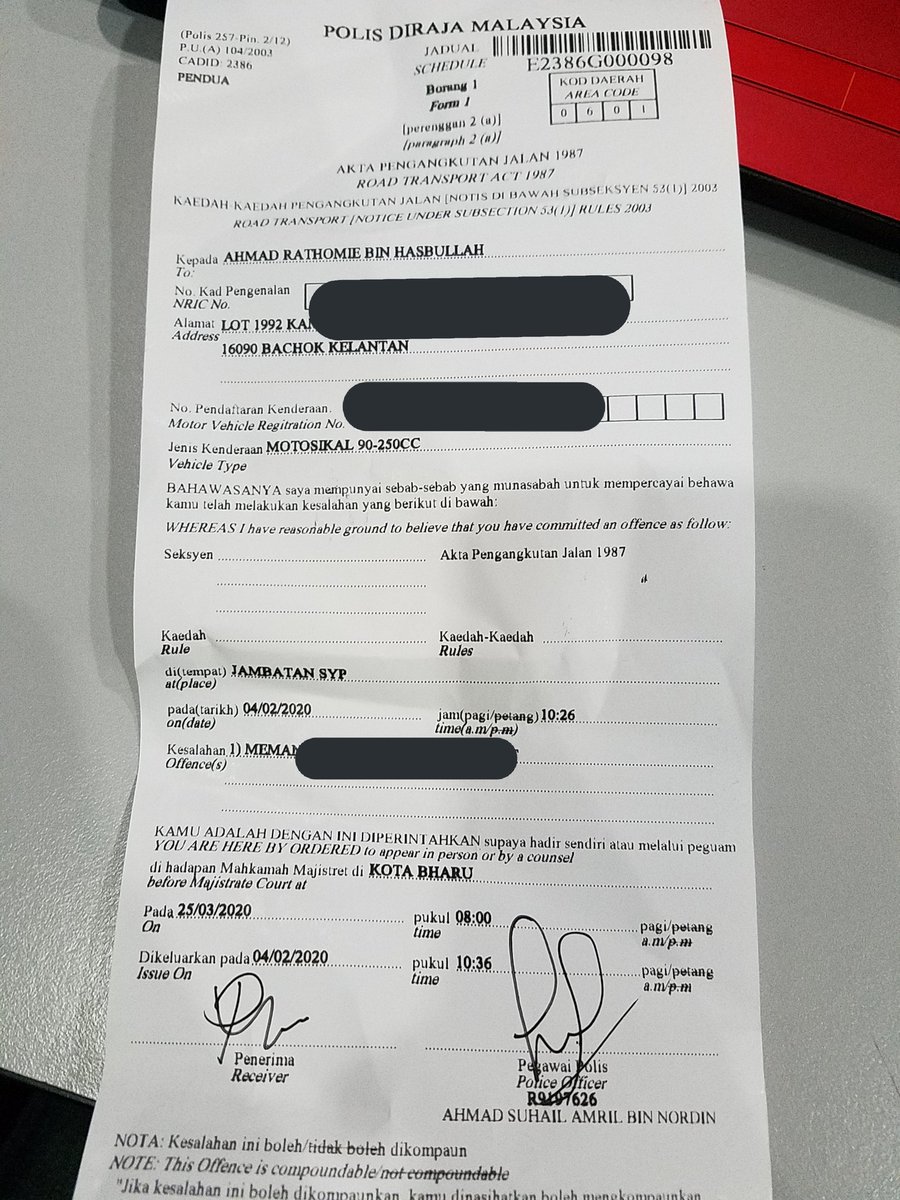 (Polis 257-Pin. 2/12)
P.U.(A) 104/2003
CADID: 2386
PENDUA
POLIS DIRAJA MALAYSIA
JADUAL
SCHEDULE
E2386G000098
Borang 1
Form 1
KOD DAERAH
AREA CODE
0 6 0 1
[perenggan 2 (a)]
[paragraph 2 (a)]
AKTA PENGANGKUTAN JALAN 1987
ROAD TRANSPORT ACT 1987
KAEDAH-KAEDAH PENGANGKUTAN JALAN [NOTIS DI BAWAH SUBSEKSYEN 53(1)] 2003
ROAD TRANSPORT [NOTICE UNDER SUBSECTION 53(1)] RULES 2003
Kepada AHMAD RATHOMIE BIN HASBULLAH
To:
No. Kad Pengenalan
NRIC No.
Alamat LOT 1992
Address
16090 BACHOK KELANTAN
No. Pendaftaran Kenderaan.
Motor Vehicle Regitration No.
Jenis Kenderaan MOTOSIKAL 90-250CC
Vehicle Type
BAHAWASANYA saya mempunyai sebab-sebab yang munasabah untuk mempercayai behawa
kamu telah melakukan kesalahan yang berikut di bawah:
WHEREAS I have reasonable ground to believe that you have committed an offence as follow:
Seksyen Akta Pengangkutan Jalan 1987
Kaedah Kaedah-Kaedah
Rule Rules
di(tempat) JAMBATAN SYP
at(place)
pada(tarikh) 04/02/2020 jam(pagi/petang) 10:26
on(date) time(a.m/p.m)
Kesalahan 1)
Offence(s)
KAMU ADALAH DENGAN INI DIPERINTAHKAN supaya hadir sendiri atau melalui peguam
YOU ARE HERE BY ORDERED to appear in person or by a counsel
di hadapan Mahkamah Majistret di KOTA BHARU
before Majistrate Court at
Pada 25/03/2020 pukul 08:00 pagi/petang
On time a.m/p.m
Dikeluarkan pada 04/02/2020 pukul 10:36 pagi/petang
Issue On time a.m/p.m
Penerima
Receiver
Pegawai Polis
Police Officer
R9197626
AHMAD SUHAIL AMRIL BIN NORDIN
NOTA: Kesalahan ini boleh/tidak boleh dikompaun
NOTE: This Offence is compoundable/not compoundable
"Jika kesalahan ini boleh dikompaunkan, kamu dinasihatkan boleh mengkompaunkan